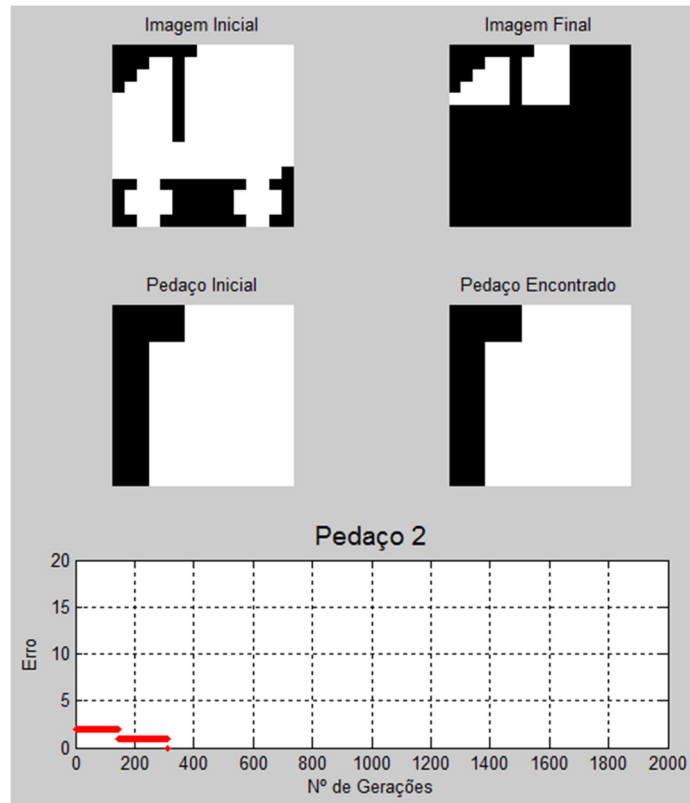 Imagem Inicial
Imagem Final
Pedaço Inicial
Pedaço Encontrado
Pedaço 2
20
15
10
5
0
Erro
0 200 400 600 800 1000 1200 1400 1600 1800 2000
Nº de Gerações